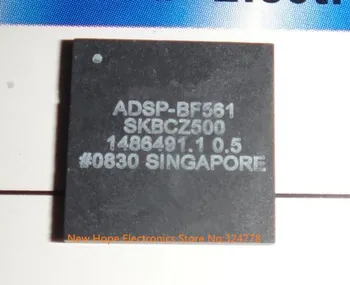 ADSP-BF561
SKBCZ500
1486491.1 0.5
#0830 SINGAPORE
New Hope Electronics Store No:324778